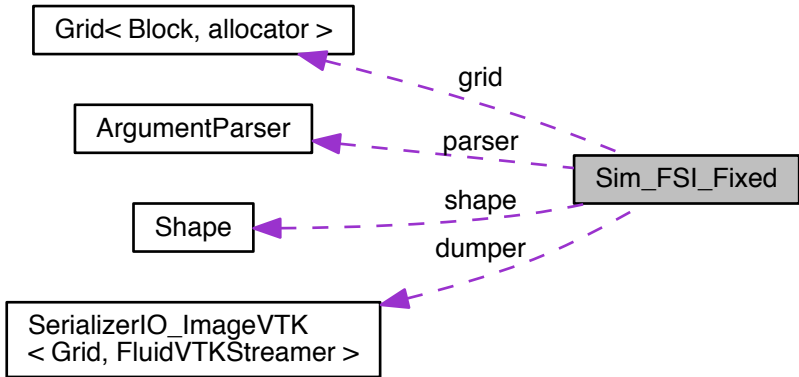 Grid< Block, allocator >
grid
ArgumentParser
parser
Sim_FSI_Fixed
shape
Shape
dumper
SerializerIO_ImageVTK
< Grid, FluidVTKStreamer >